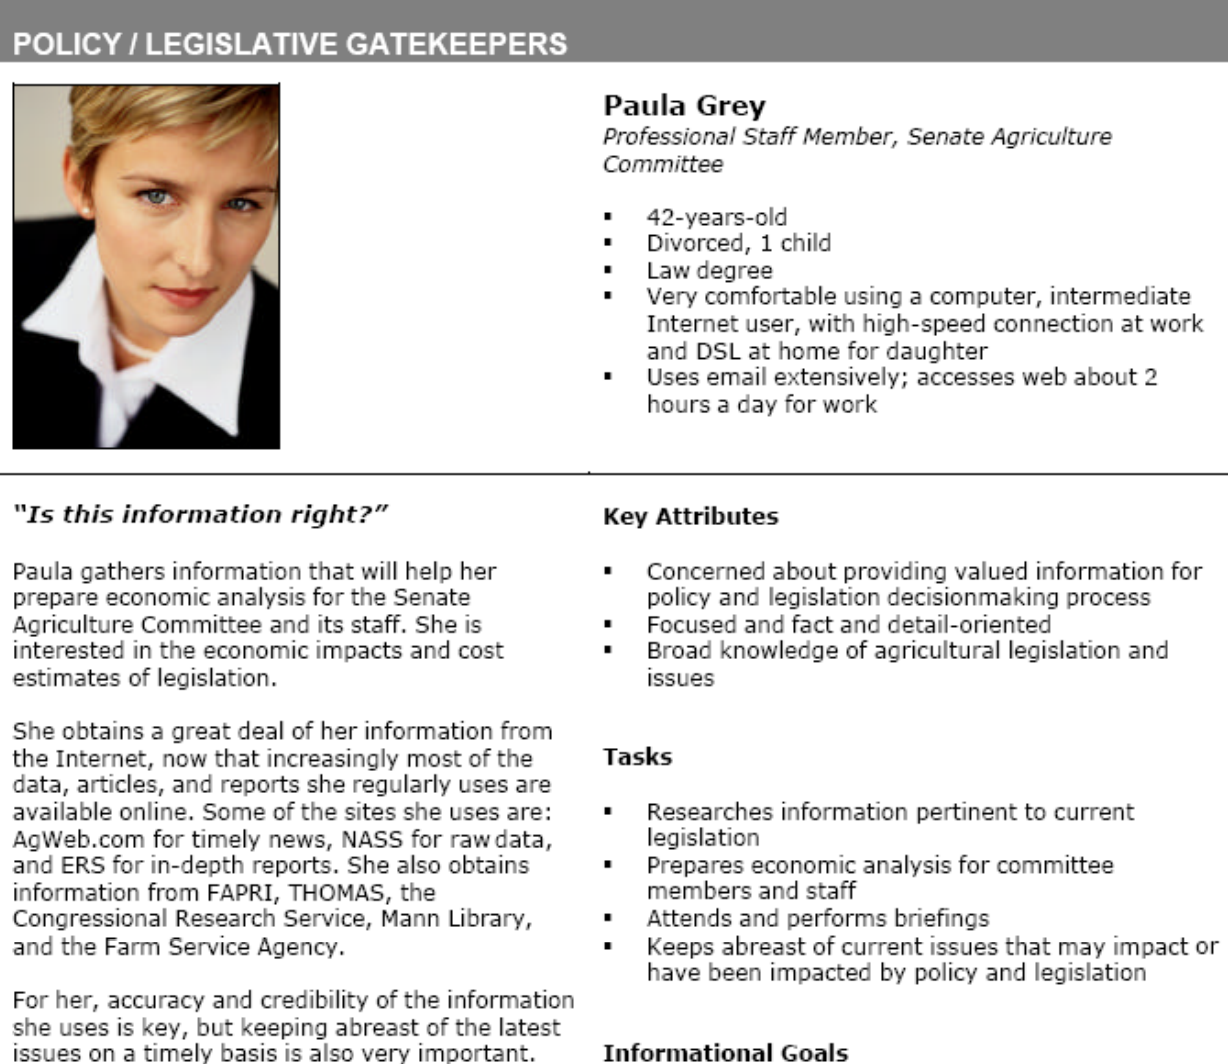 POLICY / LEGISLATIVE GATEKEEPERS
Paula Grey
Professional Staff Member, Senate Agriculture
Committee
▪ 42-years-old
▪ Divorced, 1 child
▪ Law degree
▪ Very comfortable using a computer, intermediate
Internet user, with high-speed connection at work
and DSL at home for daughter
▪ Uses email extensively; accesses web about 2
hours a day for work
“Is this information right?”
Paula gathers information that will help her
prepare economic analysis for the Senate
Agriculture Committee and its staff. She is
interested in the economic impacts and cost
estimates of legislation.
She obtains a great deal of her information from
the Internet, now that increasingly most of the
data, articles, and reports she regularly uses are
available online. Some of the sites she uses are:
AgWeb.com for timely news, NASS for raw data,
and ERS for in-depth reports. She also obtains
information from FAPRI, THOMAS, the
Congressional Research Service, Mann Library,
and the Farm Service Agency.
For her, accuracy and credibility of the information
she uses is key, but keeping abreast of the latest
issues on a timely basis is also very important.
Key Attributes
▪ Concerned about providing valued information for
policy and legislation decisionmaking process
▪ Focused and fact and detail-oriented
▪ Broad knowledge of agricultural legislation and
issues
Tasks
▪ Researches information pertinent to current
legislation
▪ Prepares economic analysis for committee
members and staff
▪ Attends and performs briefings
▪ Keeps abreast of current issues that may impact or
have been impacted by policy and legislation
Informational Goals